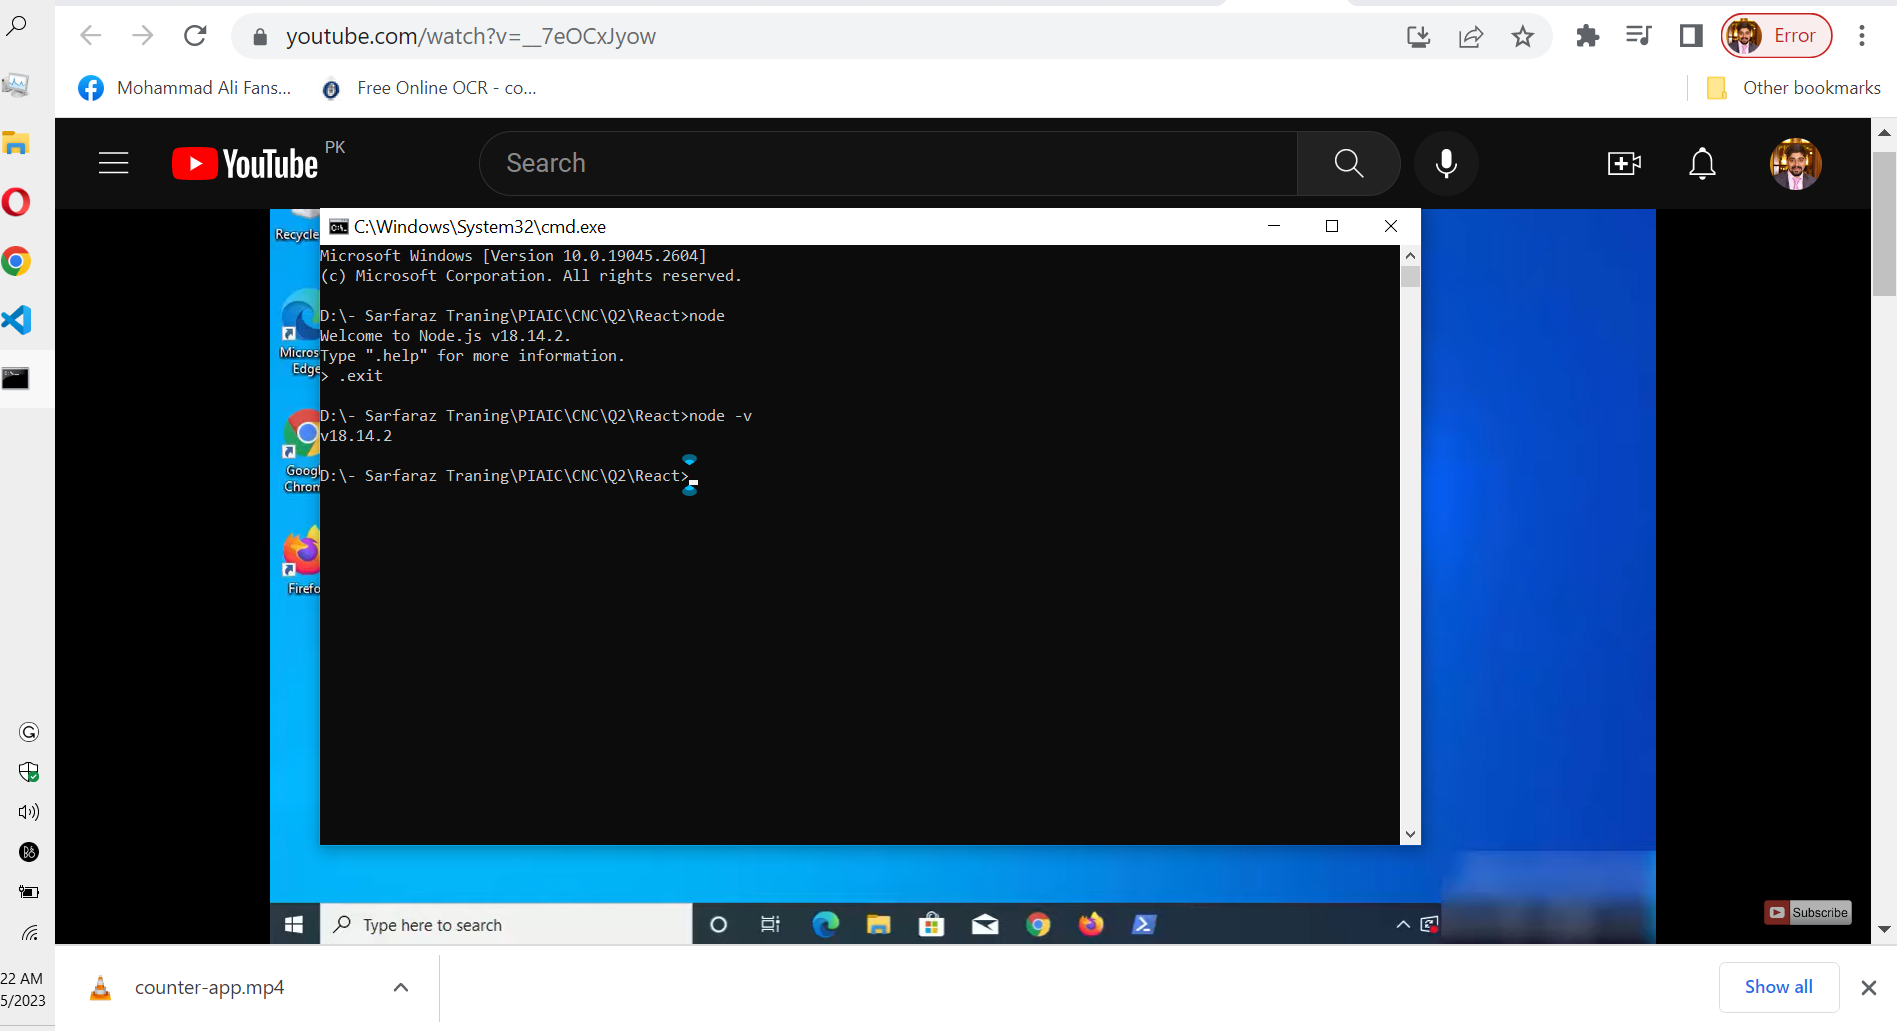 youtube.com/watch?v=__7eOCxJyow
Error
Mohammad Ali Fans...
Free Online OCR - co...
Other bookmarks
YouTube PK
Search
Recycle
C:\Windows\System32\cmd.exe
Microsoft Windows [Version 10.0.19045.2604]
(c) Microsoft Corporation. All rights reserved.
D:\- Sarfaraz Traning\PIAIC\CNC\Q2\React>node
Welcome to Node.js v18.14.2.
Type ".help" for more information.
> .exit
D:\- Sarfaraz Traning\PIAIC\CNC\Q2\React>node -v
v18.14.2
D:\- Sarfaraz Traning\PIAIC\CNC\Q2\React>
Micros
Edge
Googl
Chrom
Firefo
Type here to search
Subscribe
22 AM
5/2023
counter-app.mp4
Show all